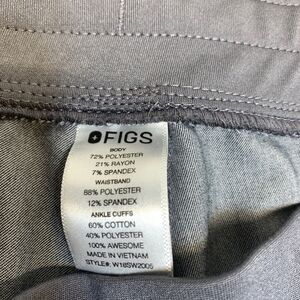 FIGS
BODY
72% POLYESTER
21% RAYON
7% SPANDEX
WAISTBAND
88% POLYESTER
12% SPANDEX
ANKLE CUFFS
60% COTTON
40% POLYESTER
100% AWESOME
MADE IN VIETNAM
STYLE#: W16SW2005